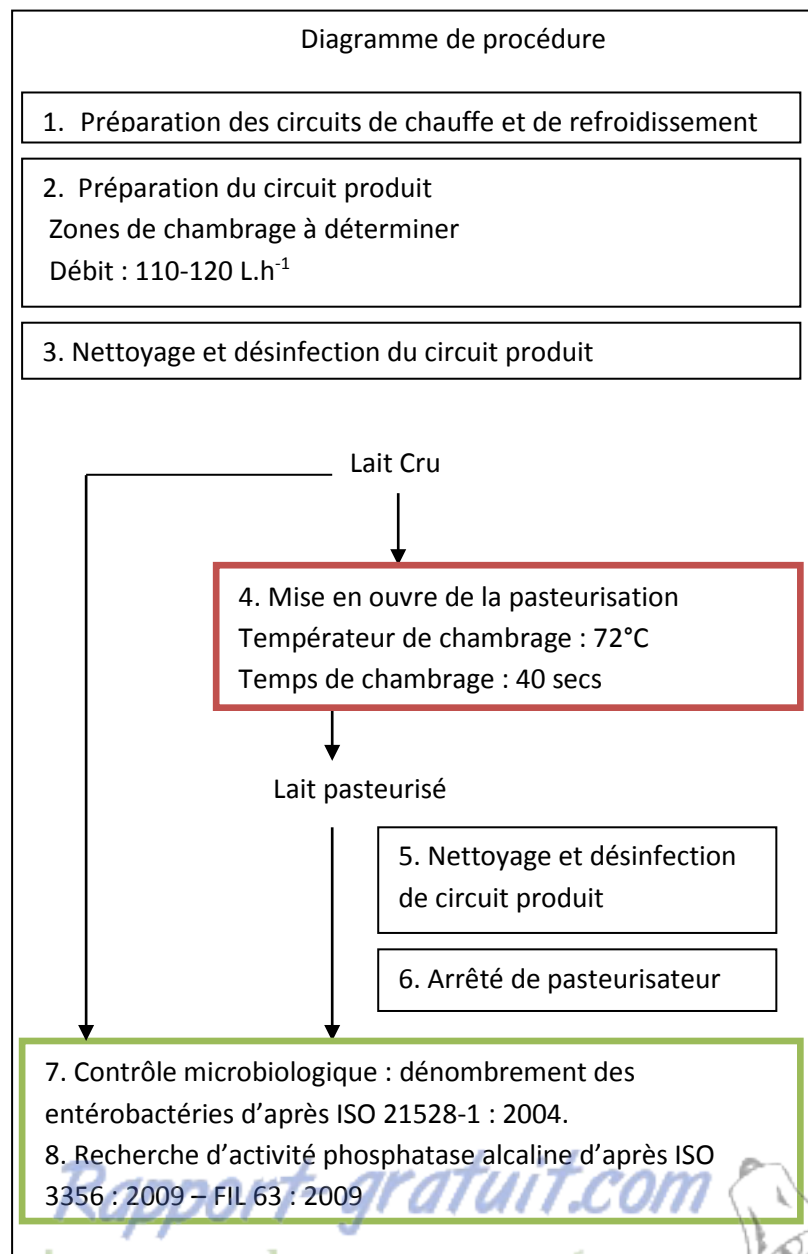 Diagramme de procédure
1. Préparation des circuits de chauffe et de refroidissement
2. Préparation du circuit produit
Zones de chambrage à déterminer
Débit : 110-120 L.h⁻¹
3. Nettoyage et désinfection du circuit produit
Lait Cru
4. Mise en ouvre de la pasteurisation
Températeur de chambrage : 72°C
Temps de chambrage : 40 secs
Lait pasteurisé
5. Nettoyage et désinfection
de circuit produit
6. Arrêté de pasteurisateur
7. Contrôle microbiologique : dénombrement des
entérobactéries d’après ISO 21528-1 : 2004.
8. Recherche d’activité phosphatase alcaline d’après ISO
3356 : 2009 – FIL 63 : 2009
Rapport-gratuit.com